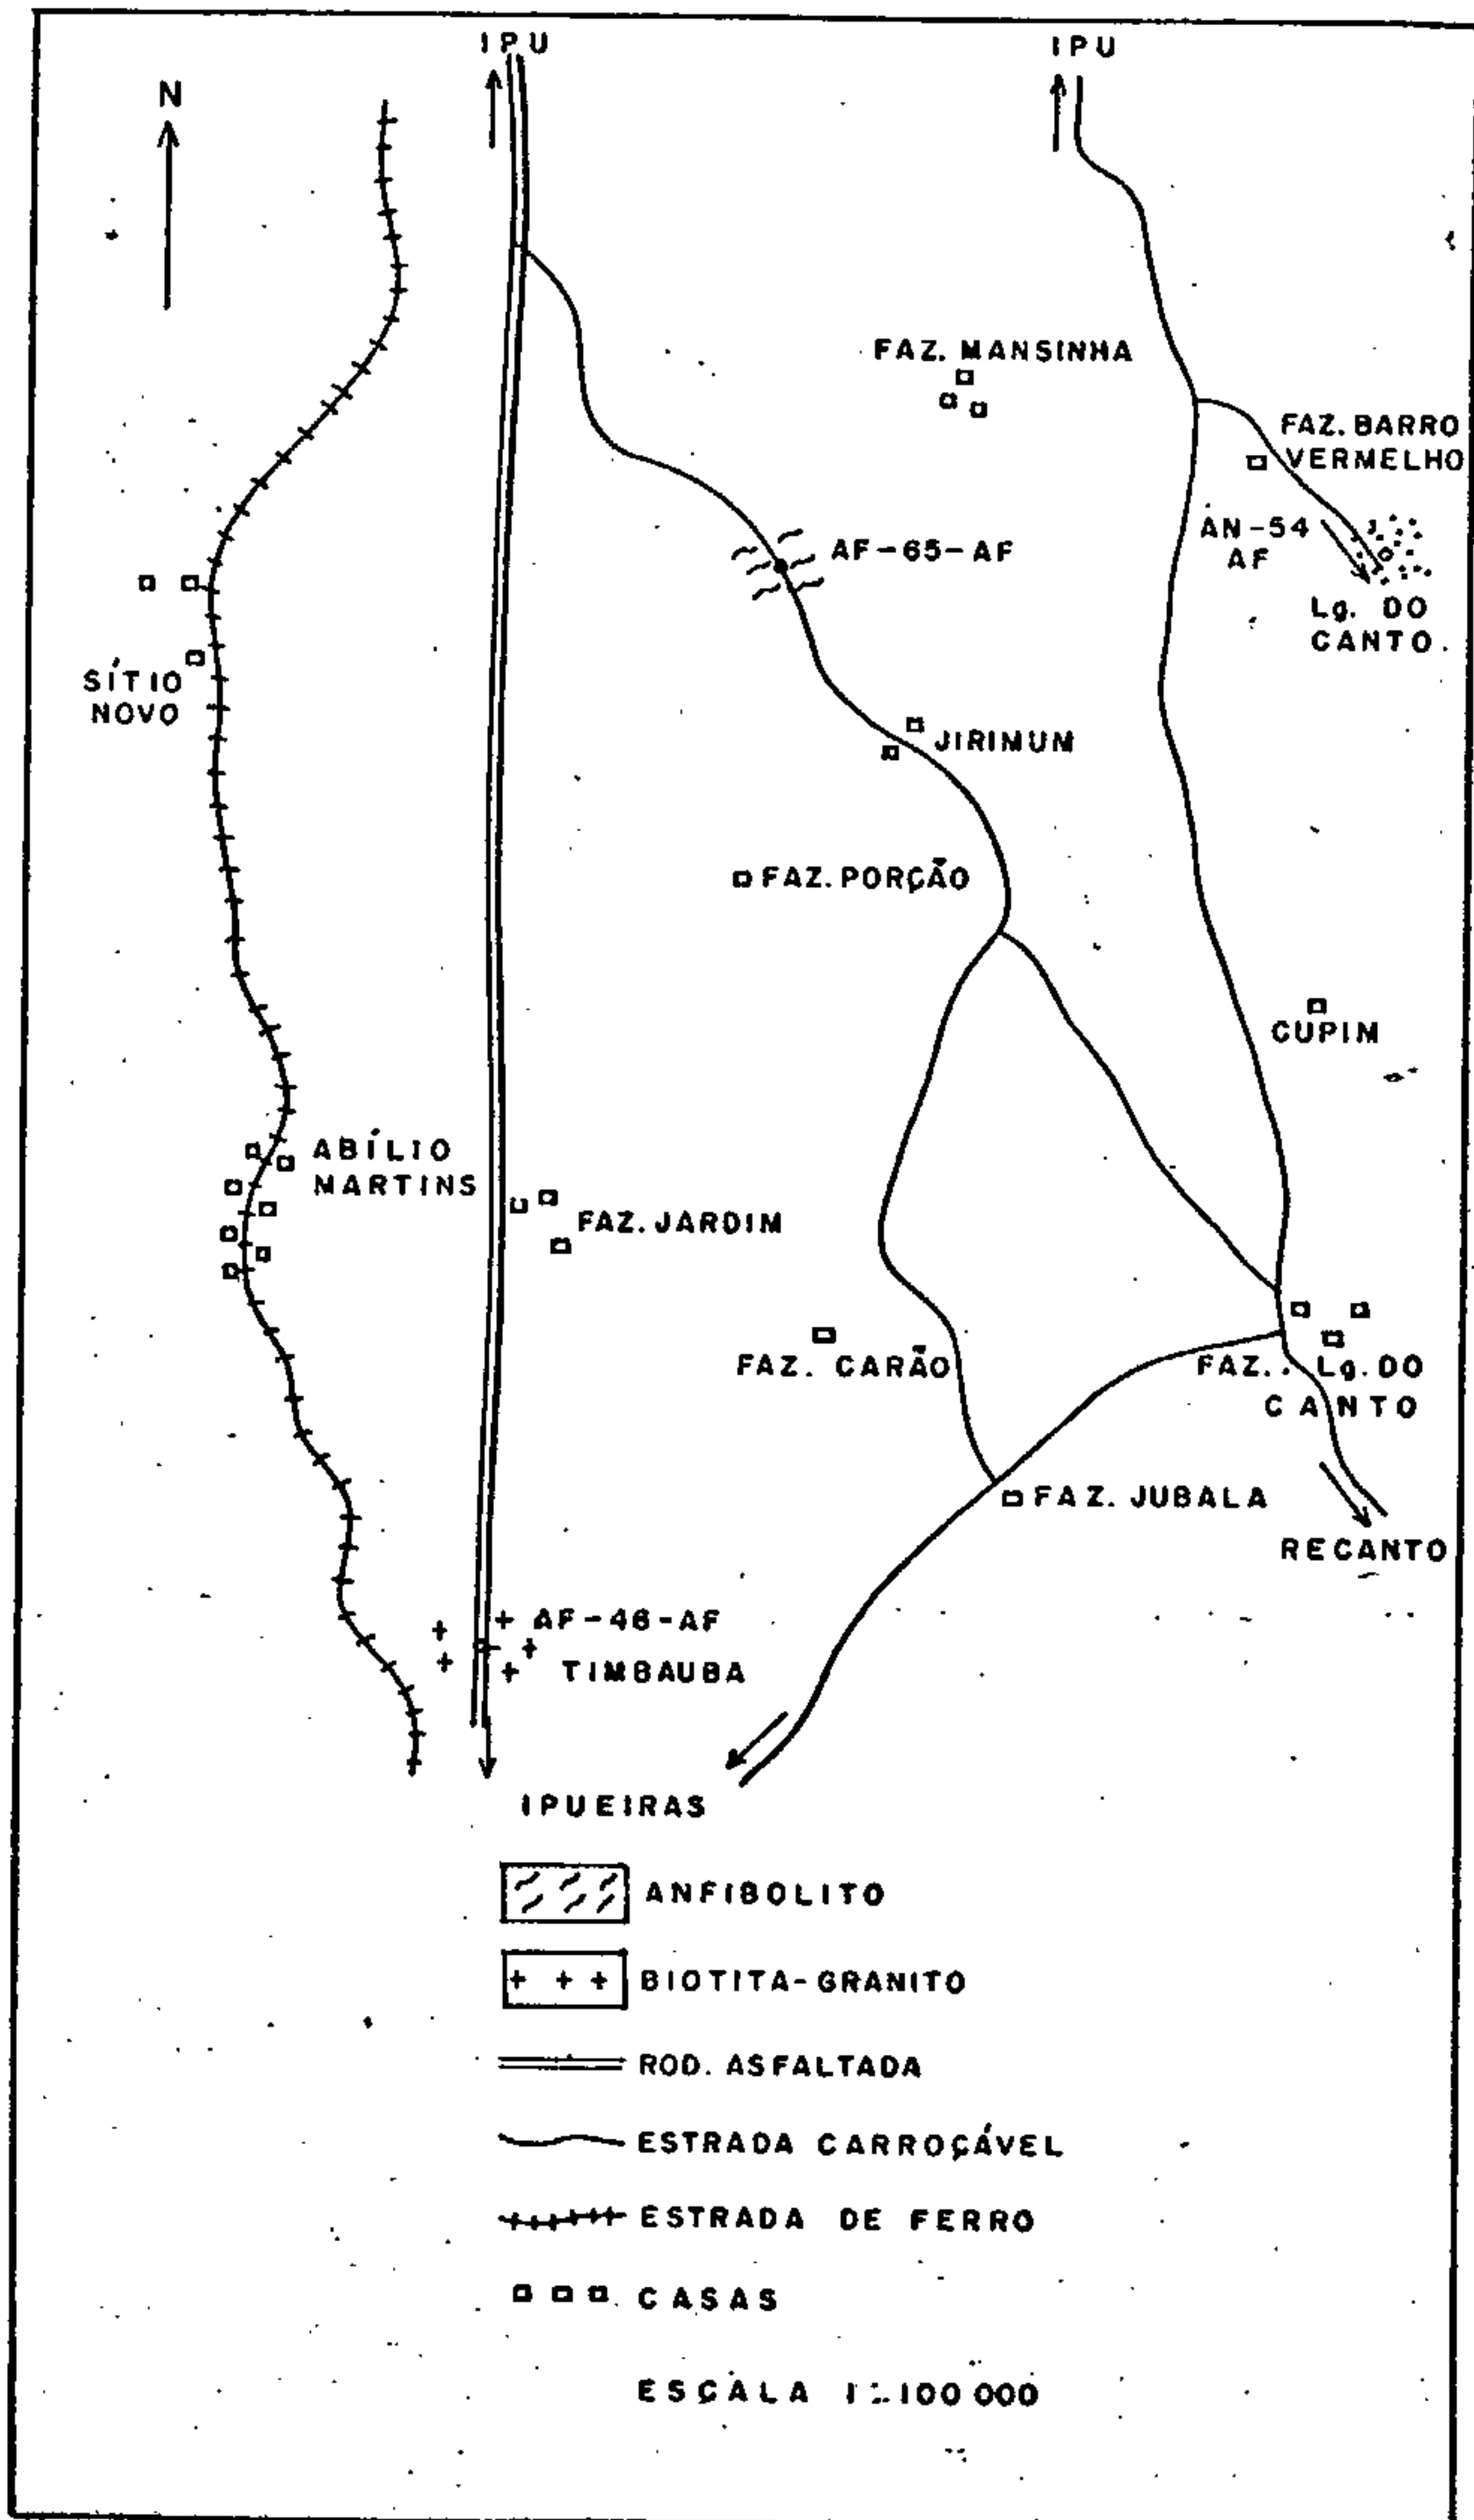 IPU
IPU
N
FAZ. MANSINHA
FAZ. BARRO
VERMELHO
AN-54
AF
AF-65-AF
Lg. DO
CANTO.
SÍTIO
NOVO
JIRIMUM
FAZ. PORÇÃO
CUPIM
ABÍLIO
MARTINS
FAZ. JARDIM
FAZ. CARÃO
FAZ. Lg. DO
CANTO
FAZ. JUBALA
RECANTO
AF-46-AF
TIMBAUBA
IPUEIRAS
ANFIBOLITO
BIOTITA-GRANITO
ROD. ASFALTADA
ESTRADA CARROÇÁVEL
ESTRADA DE FERRO
CASAS
ESCALA 1:100 000